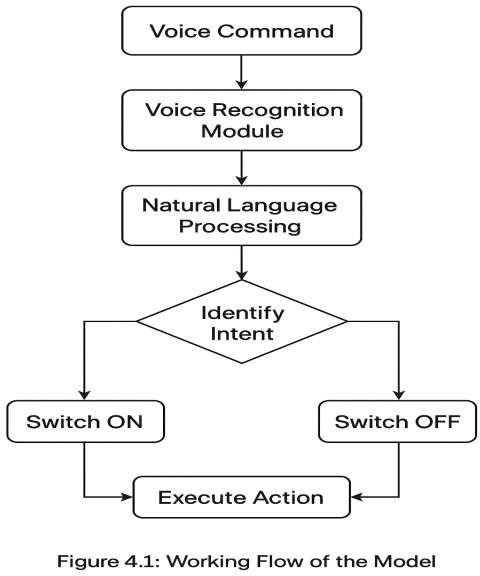 Voice Command
Voice Recognition
Module
Natural Language
Processing
Identify
Intent
Switch ON
Switch OFF
Execute Action
Figure 4.1: Working Flow of the Model